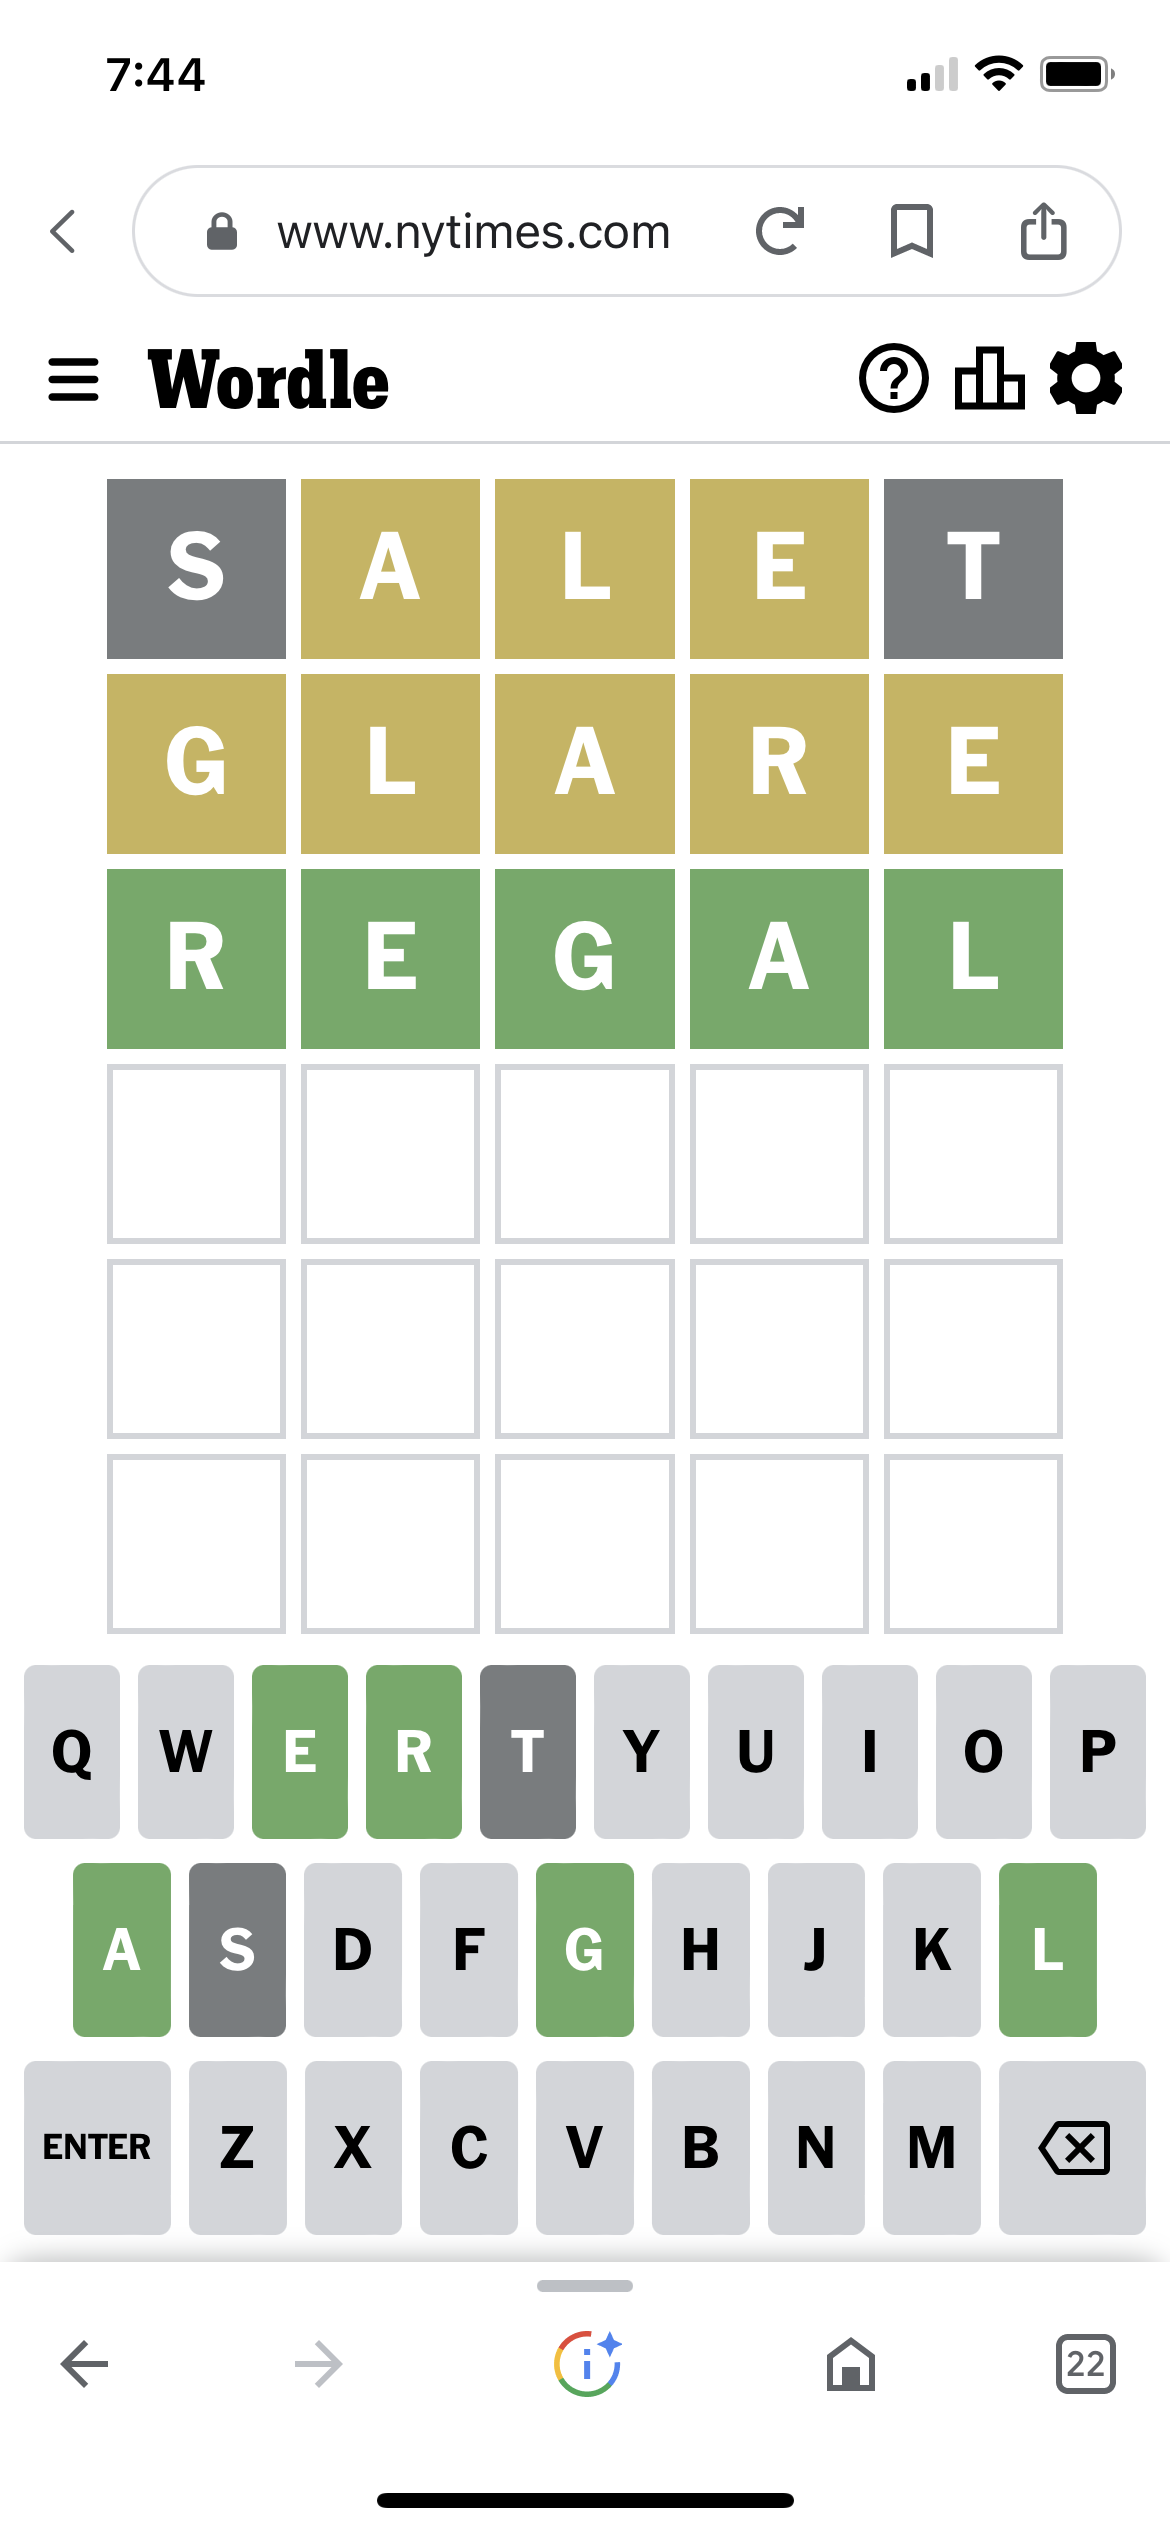 7:44
www.nytimes.com
Wordle
S A L E T
G L A R E
R E G A L
Q W E R T Y U I O P
A S D F G H J K L
ENTER Z X C V B N M
i 22